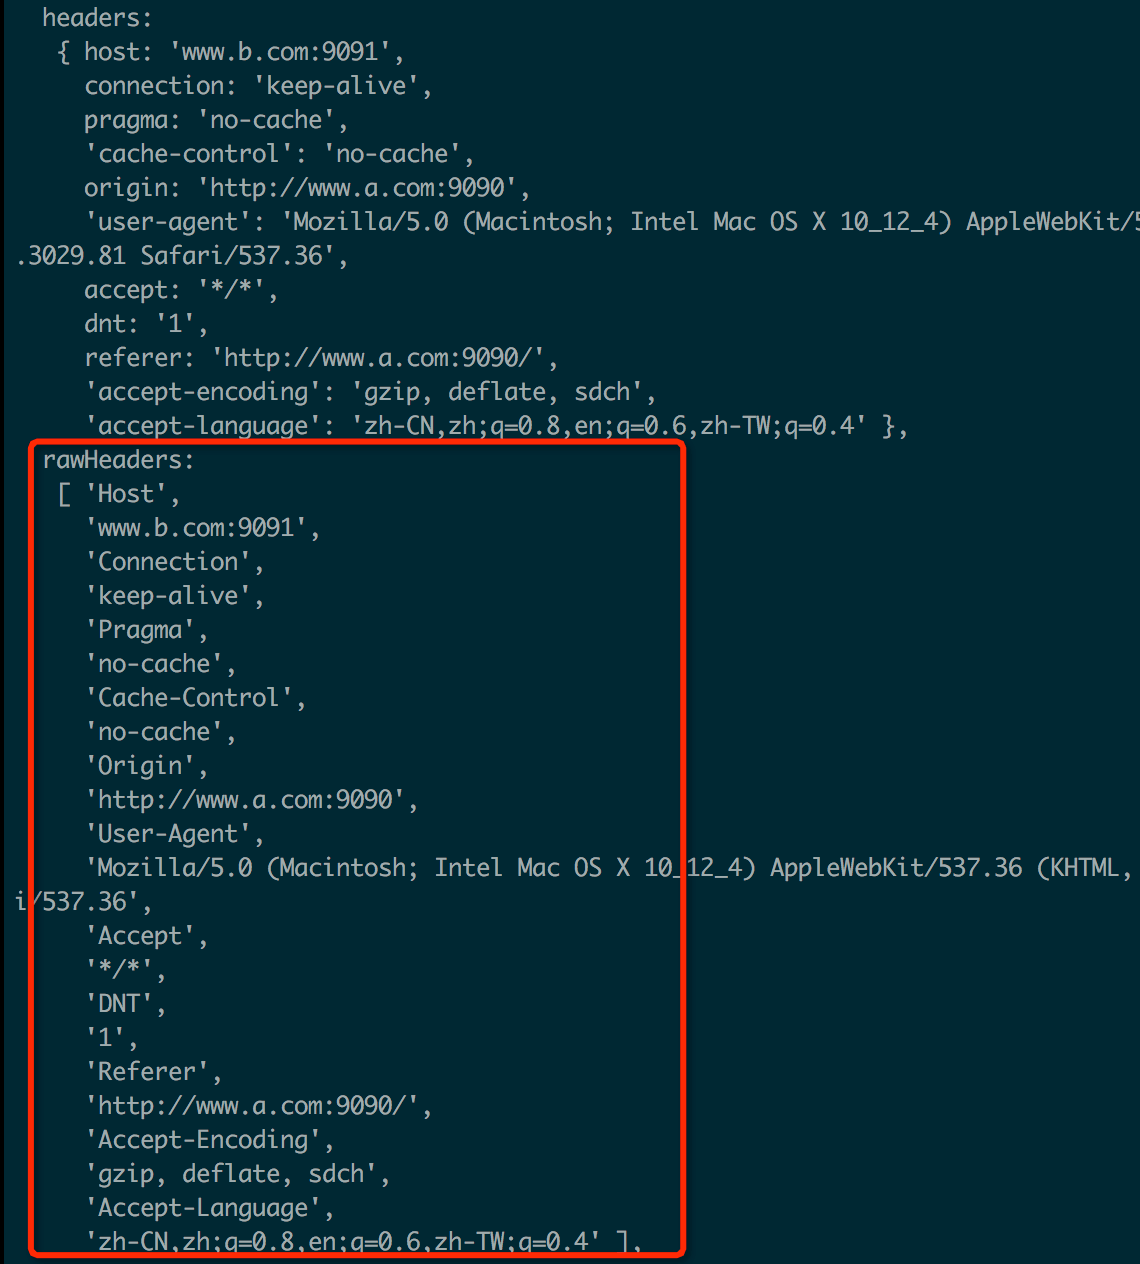 headers:
{ host: 'www.b.com:9091',
connection: 'keep-alive',
pragma: 'no-cache',
'cache-control': 'no-cache',
origin: 'http://www.a.com:9090',
'user-agent': 'Mozilla/5.0 (Macintosh; Intel Mac OS X 10_12_4) AppleWebKit/5
.3029.81 Safari/537.36',
accept: '*/*',
dnt: '1',
referer: 'http://www.a.com:9090/',
'accept-encoding': 'gzip, deflate, sdch',
'accept-language': 'zh-CN,zh;q=0.8,en;q=0.6,zh-TW;q=0.4' },
rawHeaders:
[ 'Host',
'www.b.com:9091',
'Connection',
'keep-alive',
'Pragma',
'no-cache',
'Cache-Control',
'no-cache',
'Origin',
'http://www.a.com:9090',
'User-Agent',
'Mozilla/5.0 (Macintosh; Intel Mac OS X 10_12_4) AppleWebKit/537.36 (KHTML,
i/537.36',
'Accept',
'*/*',
'DNT',
'1',
'Referer',
'http://www.a.com:9090/',
'Accept-Encoding',
'gzip, deflate, sdch',
'Accept-Language',
'zh-CN,zh;q=0.8,en;q=0.6,zh-TW;q=0.4' ],